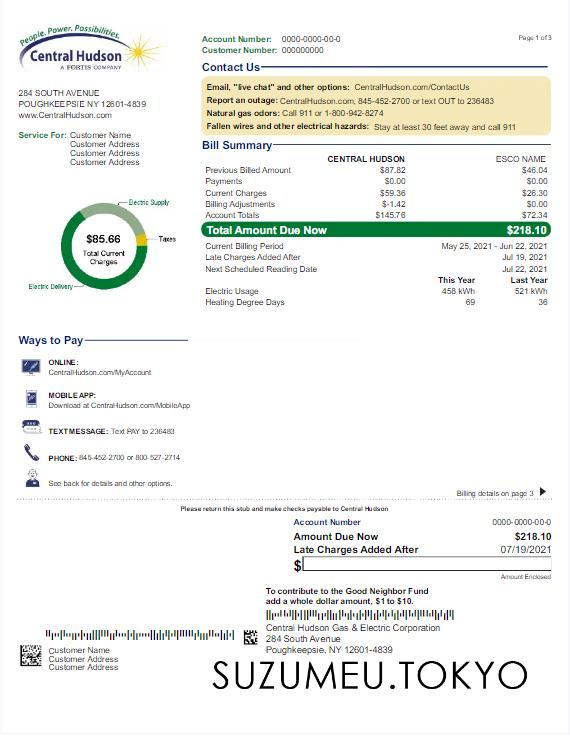 People. Power. Possibilities.
Central Hudson
A FORTIS COMPANY
284 SOUTH AVENUE
POUGHKEEPSIE NY 12601-4839
www.CentralHudson.com
Service For: Customer Name
Customer Address
Customer Address
Customer Address
Account Number: 0000-0000-00-0
Customer Number: 000000000
Page 1 of 3
Contact Us
Email, "live chat" and other options: CentralHudson.com/ContactUs
Report an outage: CentralHudson.com, 845-452-2700 or text OUT to 236483
Natural gas odors: Call 911 or 1-800-942-8274
Fallen wires and other electrical hazards: Stay at least 30 feet away and call 911
Bill Summary
CENTRAL HUDSON ESCO NAME
Previous Billed Amount $87.82 $46.04
Payments $0.00 $0.00
Current Charges $59.36 $26.30
Billing Adjustments $-1.42 $0.00
Account Totals $145.76 $72.34
Total Amount Due Now $218.10
Current Billing Period May 25, 2021 - Jun 22, 2021
Late Charges Added After Jul 19, 2021
Next Scheduled Reading Date Jul 22, 2021
This Year Last Year
Electric Usage 458 kWh 521 kWh
Heating Degree Days 69 36
Electric Supply
$85.66
Total Current
Charges
Taxes
Electric Delivery
Ways to Pay
ONLINE:
CentralHudson.com/MyAccount
MOBILE APP:
Download at CentralHudson.com/MobileApp
TEXT MESSAGE: Text PAY to 236483
PHONE: 845-452-2700 or 800-527-2714
See back for details and other options.
Billing details on page 3
Please return this stub and make checks payable to Central Hudson
Account Number 0000-0000-00-0
Amount Due Now $218.10
Late Charges Added After 07/19/2021
$
Amount Enclosed
To contribute to the Good Neighbor Fund
add a whole dollar amount, $1 to $10.
Central Hudson Gas & Electric Corporation
284 South Avenue
Poughkeepsie, NY 12601-4839
Customer Name
Customer Address
Customer Address
SUZUMEU.TOKYO